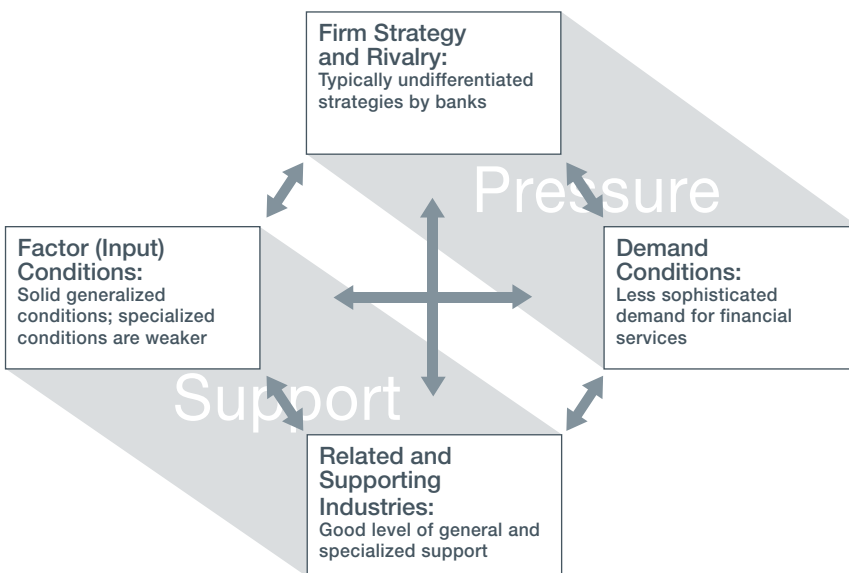 Firm Strategy
and Rivalry:
Typically undifferentiated
strategies by banks
Pressure
Factor (Input)
Conditions:
Solid generalized
conditions; specialized
conditions are weaker
Demand
Conditions:
Less sophisticated
demand for financial
services
Support
Related and
Supporting
Industries:
Good level of general and
specialized support